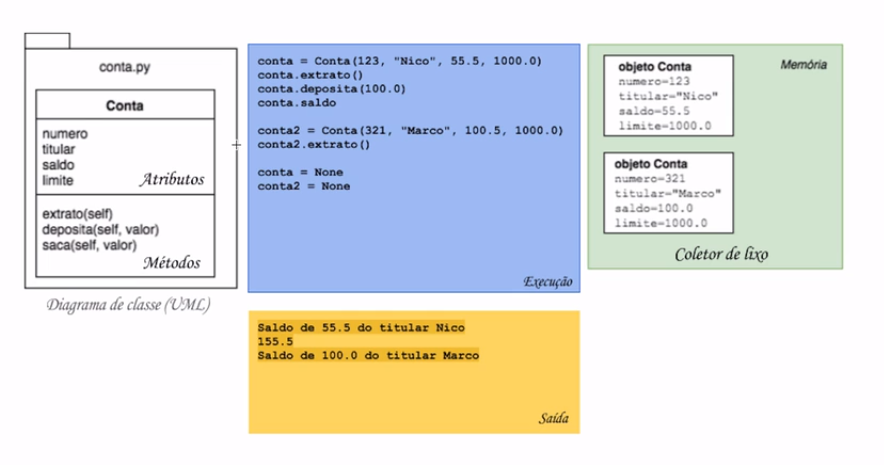 conta.py
Conta
numero
titular
saldo
limite
Atributos
extrato(self)
deposita(self, valor)
saca(self, valor)
Métodos
Diagrama de classe (UML)
conta = Conta(123, "Nico", 55.5, 1000.0)
conta.extrato()
conta.deposita(100.0)
conta.saldo
conta2 = Conta(321, "Marco", 100.5, 1000.0)
conta2.extrato()
conta = None
conta2 = None
Execução
Saldo de 55.5 do titular Nico
155.5
Saldo de 100.0 do titular Marco
Saída
Memória
objeto Conta
numero=123
titular="Nico"
saldo=55.5
limite=1000.0
objeto Conta
numero=321
titular="Marco"
saldo=100.0
limite=1000.0
Coletor de lixo